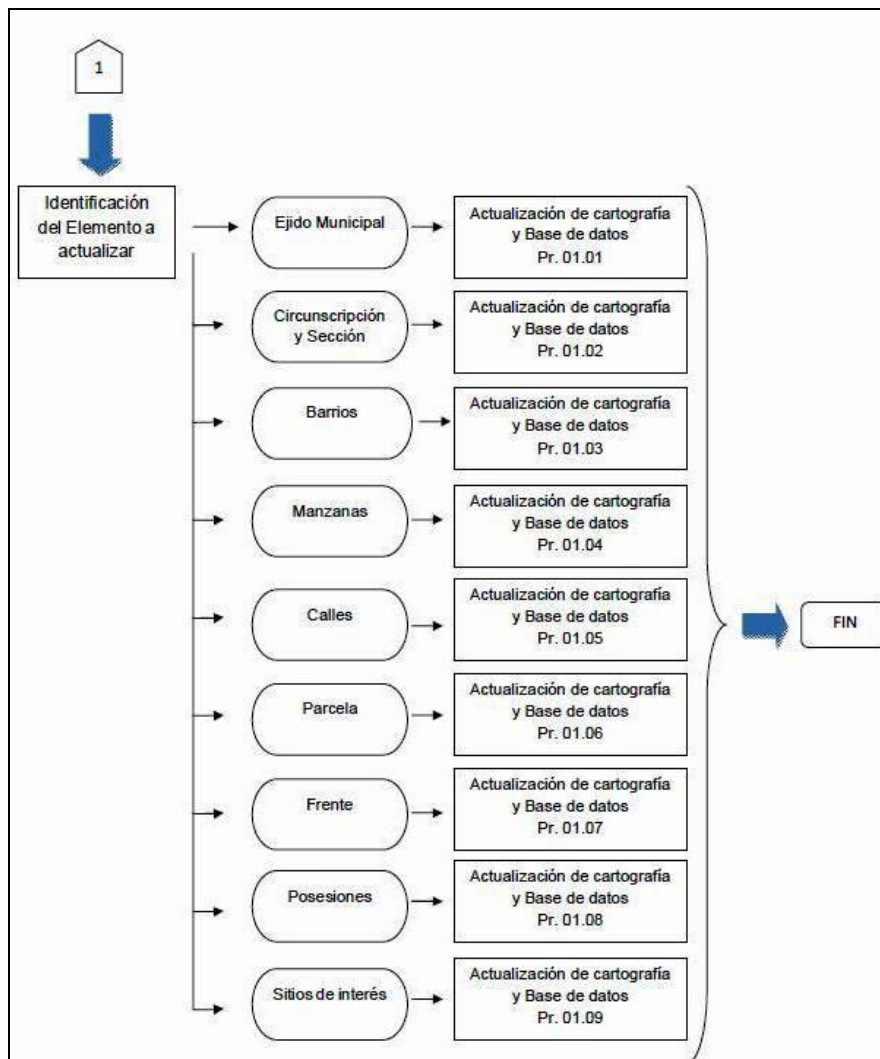 1
Identificación
del Elemento a
actualizar
Ejido Municipal
Actualización de cartografía
y Base de datos
Pr. 01.01
Circunscripción
y Sección
Actualización de cartografía
y Base de datos
Pr. 01.02
Barrios
Actualización de cartografía
y Base de datos
Pr. 01.03
Manzanas
Actualización de cartografía
y Base de datos
Pr. 01.04
Calles
Actualización de cartografía
y Base de datos
Pr. 01.05
FIN
Parcela
Actualización de cartografía
y Base de datos
Pr. 01.06
Frente
Actualización de cartografía
y Base de datos
Pr. 01.07
Posesiones
Actualización de cartografía
y Base de datos
Pr. 01.08
Sitios de interés
Actualización de cartografía
y Base de datos
Pr. 01.09